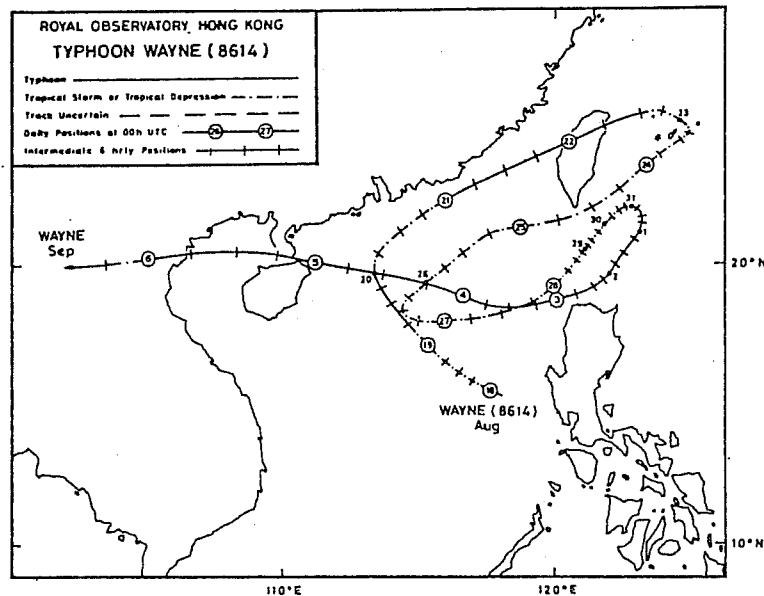 ROYAL OBSERVATORY, HONG KONG
TYPHOON WAYNE (8614)
Typhoon
Tropical Storm or Tropical Depression
Track Uncertain
Daily Positions at 00h UTC 26 27
Intermediate 6 hrly Positions
23
22
24
21
31
25
30
1
WAYNE
Sep
29
6
5
20
26
2
20°N
28
4
3
27
19
18
WAYNE (8614)
Aug
10°N
110°E
120°E